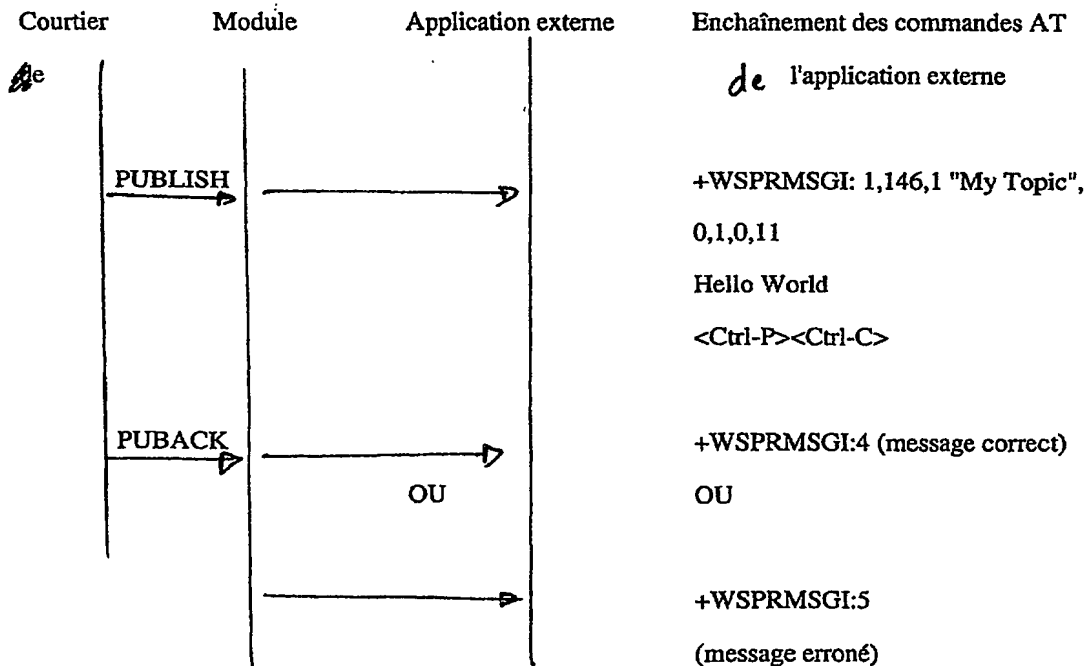 Courtier Module Application externe Enchaînement des commandes AT
de de l'application externe
PUBLISH +WSPRMSGI: 1,146,1 "My Topic",
0,1,0,11
Hello World
<Ctrl-P><Ctrl-C>
PUBACK +WSPRMSGI:4 (message correct)
OU OU
+WSPRMSGI:5
(message erroné)